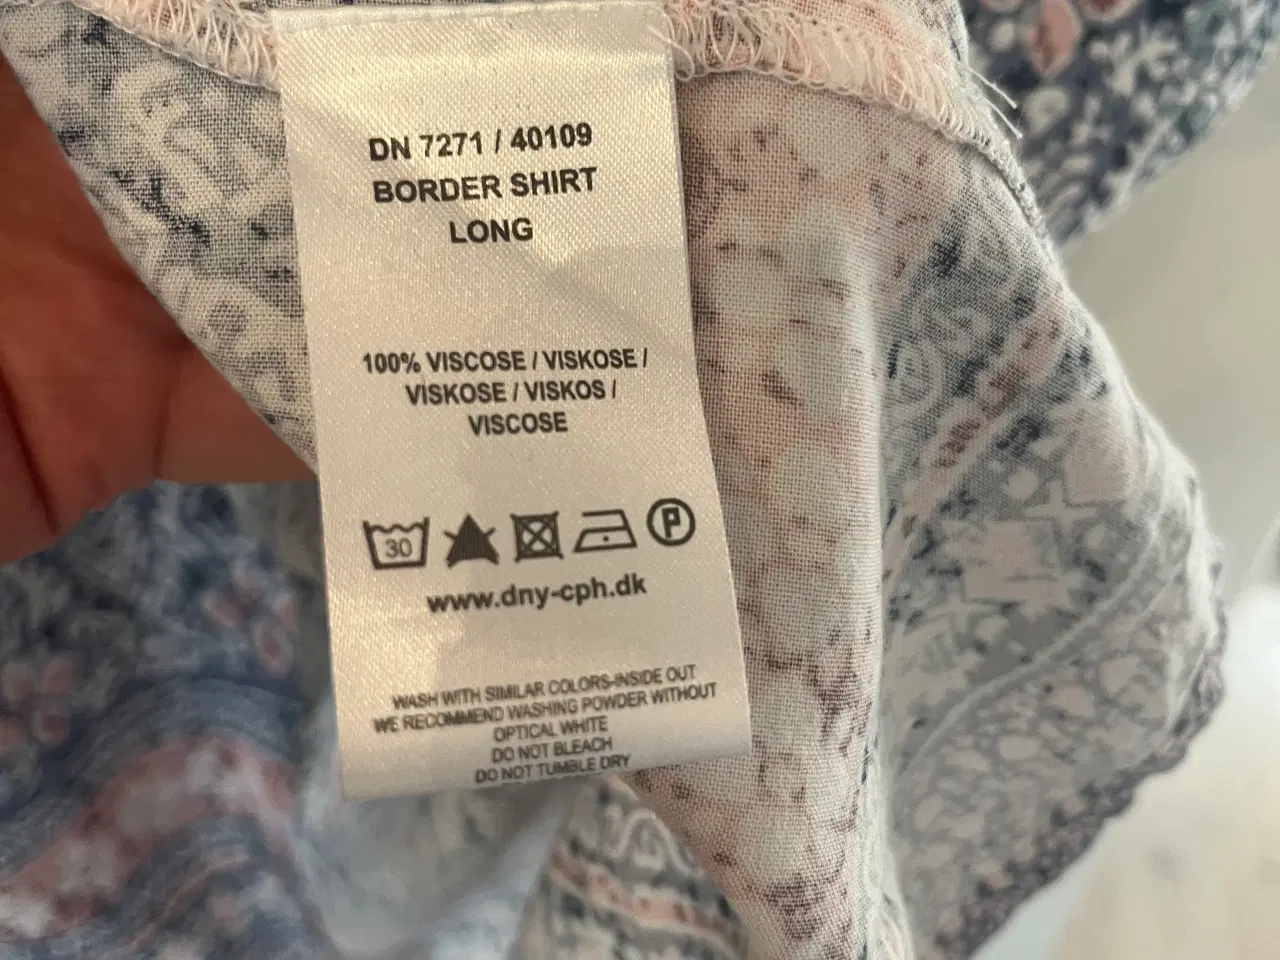 DN 7271 / 40109
BORDER SHIRT
LONG
100% VISCOSE / VISKOSE /
VISKOSE / VISKOS /
VISCOSE
30 P
www.dny-cph.dk
WASH WITH SIMILAR COLORS-INSIDE OUT
WE RECOMMEND WASHING POWDER WITHOUT
OPTICAL WHITE
DO NOT BLEACH
DO NOT TUMBLE DRY